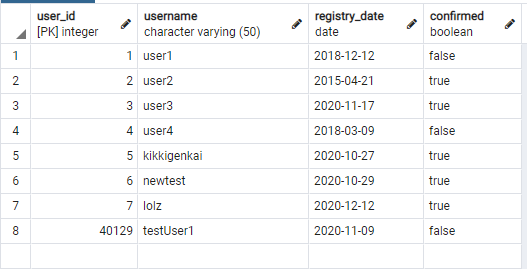 user_id username registry_date confirmed
[PK] integer character varying (50) date boolean
1 1 user1 2018-12-12 false
2 2 user2 2015-04-21 true
3 3 user3 2020-11-17 true
4 4 user4 2018-03-09 false
5 5 kikkigenkai 2020-10-27 true
6 6 newtest 2020-10-29 true
7 7 lolz 2020-12-12 true
8 40129 testUser1 2020-11-09 false